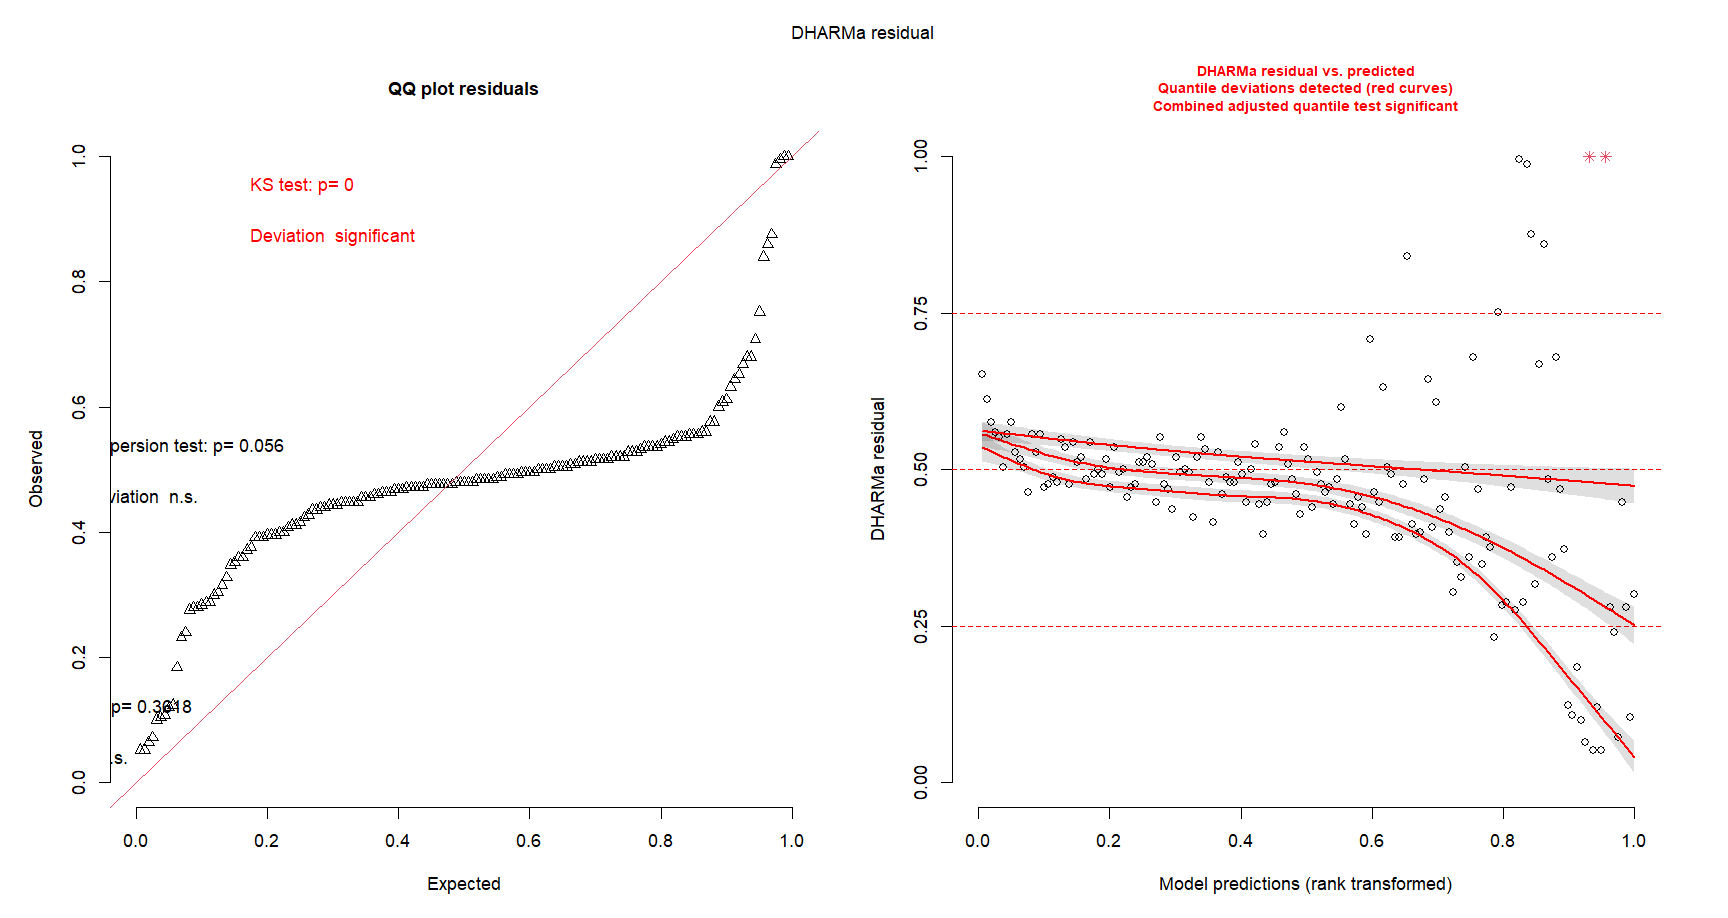 DHARMa residual
QQ plot residuals
KS test: p= 0
Deviation significant
persion test: p= 0.056
viation n.s.
p= 0.3618
.s.
Observed
0.0 0.2 0.4 0.6 0.8 1.0
0.0 0.2 0.4 0.6 0.8 1.0
Expected
DHARMa residual vs. predicted
Quantile deviations detected (red curves)
Combined adjusted quantile test significant
DHARMa residual
0.00 0.25 0.50 0.75 1.00
0.0 0.2 0.4 0.6 0.8 1.0
Model predictions (rank transformed)